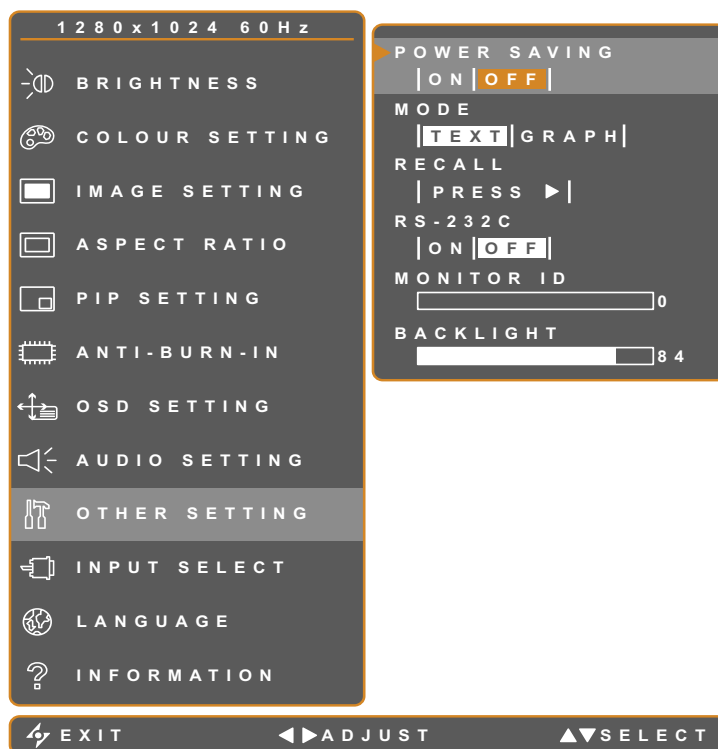 1280x1024 60Hz
BRIGHTNESS
COLOUR SETTING
IMAGE SETTING
ASPECT RATIO
PIP SETTING
ANTI-BURN-IN
OSD SETTING
AUDIO SETTING
OTHER SETTING
INPUT SELECT
LANGUAGE
INFORMATION
POWER SAVING
ON OFF
MODE
TEXT GRAPH
RECALL
PRESS ▶
RS-232C
ON OFF
MONITOR ID
0
BACKLIGHT
84
EXIT ◀▶ADJUST ▲▼SELECT